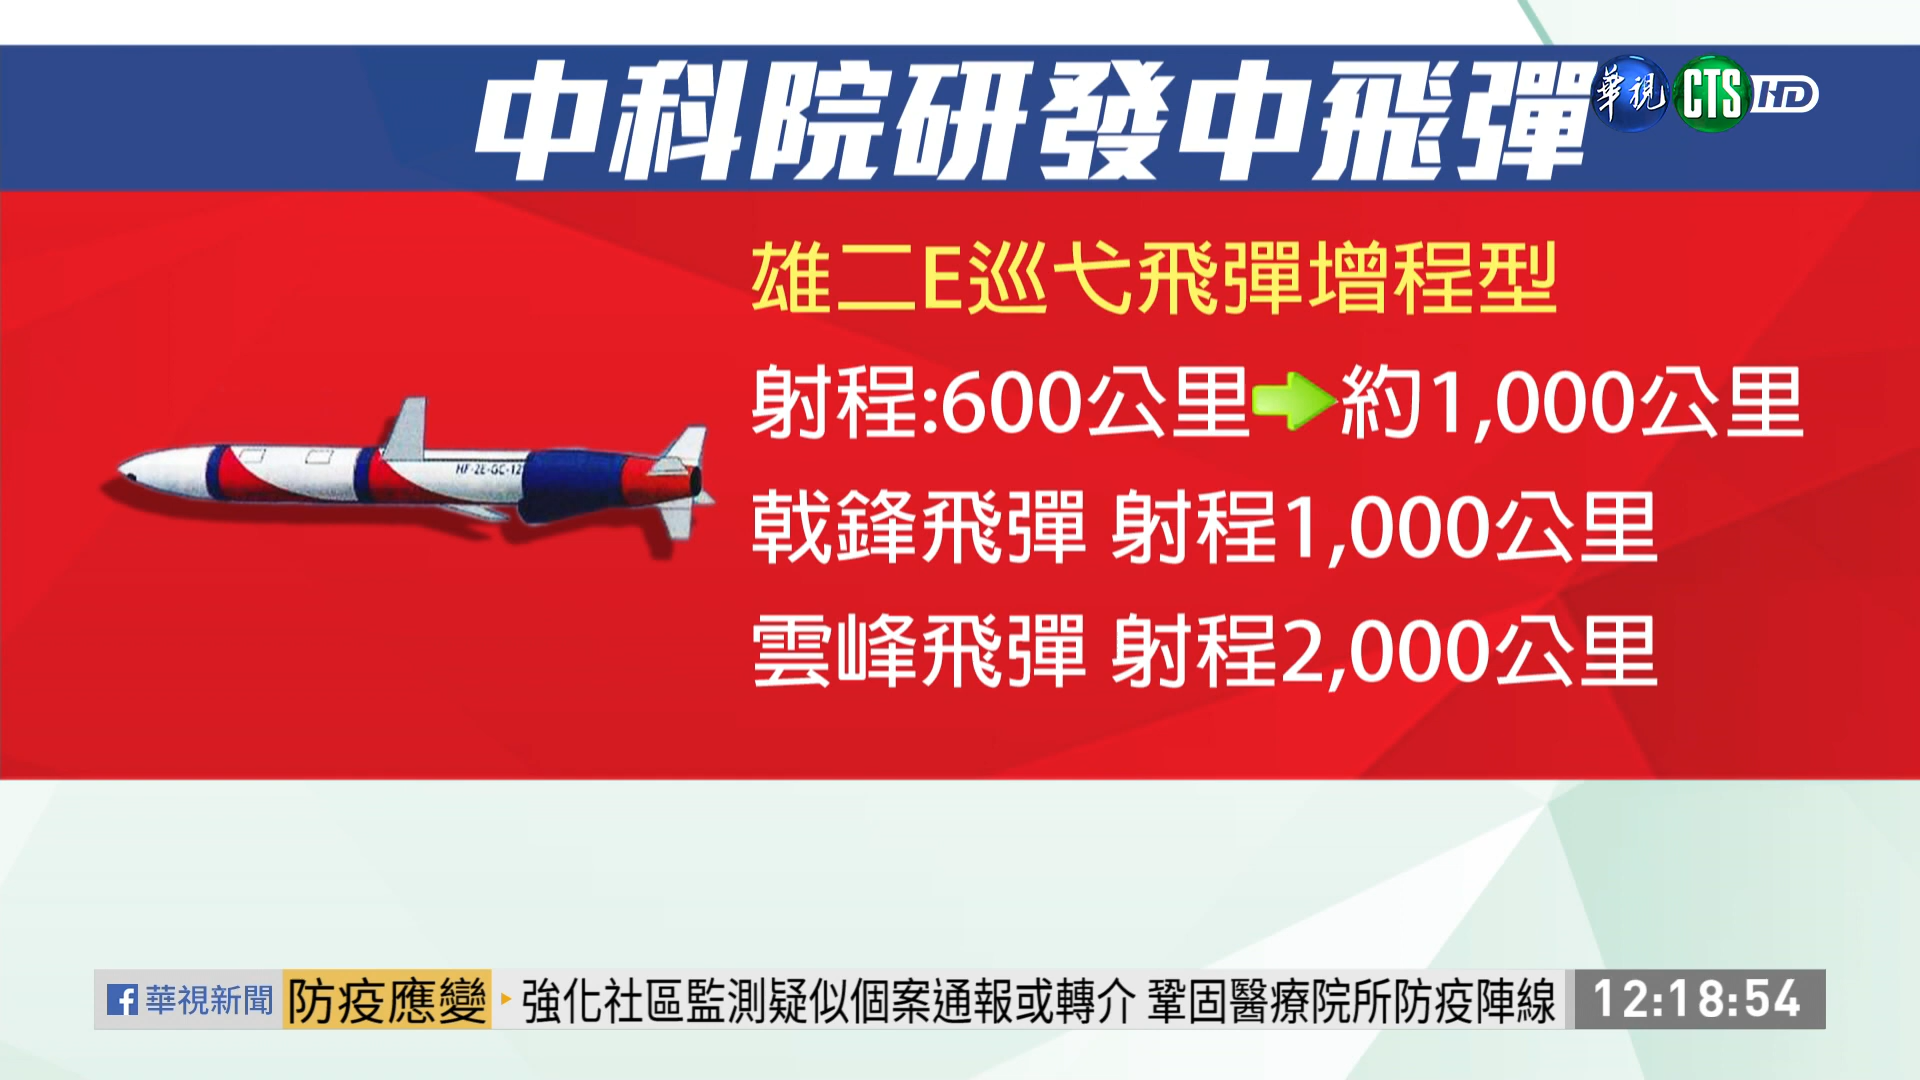 中科院研發中飛彈
華視 CTS HD
雄二E巡弋飛彈增程型
射程:600公里 約1,000公里
HF-2E-GC-12
戟鋒飛彈 射程1,000公里
雲峰飛彈 射程2,000公里
華視新聞 防疫應變 強化社區監測疑似個案通報或轉介 鞏固醫療院所防疫陣線 12:18:54